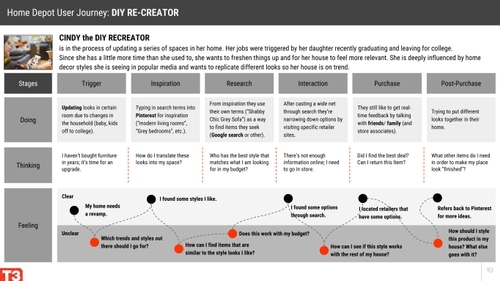 Home Depot User Journey: DIY RE-CREATOR
CINDY the DIY RECREATOR
is in the process of updating a series of spaces in her home. Her jobs were triggered by her daughter recently graduating and leaving for college.
Since she has a little more time than she used to, she wants to freshen things up and for her house to feel more relevant. She is deeply influenced by home
decor styles she is seeing in popular media and wants to replicate different looks so her house is on trend.
Stages
Trigger
Inspiration
Research
Interaction
Purchase
Post-Purchase
Doing
Updating looks in certain
room due to changes in
the household (baby, kids
off to college).
Typing in search terms into
Pinterest for inspiration
("modern living rooms",
"Grey bedrooms", etc.).
From inspiration they use
their own terms ("Shabby
Chic Grey Sofa") as a way
to find items they seek
(Google search or other).
After casting a wide net
through search they're
narrowing down options by
visiting specific retailer
sites.
They still like to get real-
time feedback by talking
with friends/ family (and
store associates).
Trying to put different
looks together in their
home.
Thinking
I haven't bought furniture
in years; it's time for an
upgrade.
How do I translate these
looks into my space?
Who has the best style that
matches what I am looking
for in my budget?
There's not enough
information online; I need
to go in store.
Did I find the best deal?
Can I return this item?
What other items do I need
in order to make my place
look "finished"?
Feeling
Clear
My home needs
a revamp.
I found some styles I like.
I found some options
through search.
I located retailers that
have some options.
Refers back to Pinterest
for more ideas.
Unclear
Which trends and styles out
there should I go for?
How can I find items that are
similar to the style looks I like?
Does this work with my budget?
How can I see if this style works
with the rest of my house?
How should I style
this product in my
house? What else
goes with it?
T3